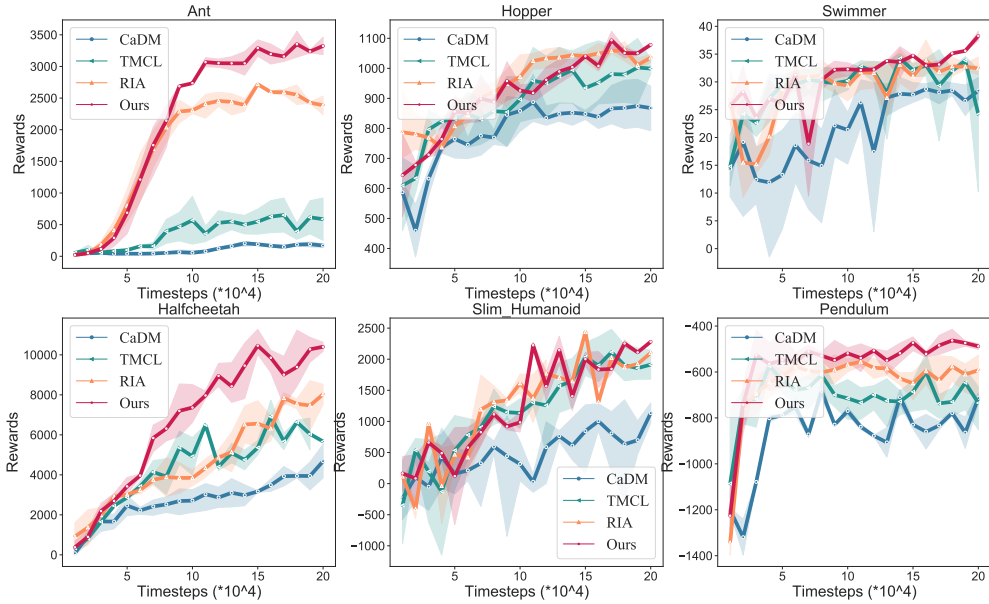 Ant
Rewards
3500
3000
2500
2000
1500
1000
500
0
CaDM
TMCL
RIA
Ours
5
10
15
20
Timesteps (*10^4)
Hopper
Rewards
1100
1000
900
800
700
600
500
400
CaDM
TMCL
RIA
Ours
5
10
15
20
Timesteps (*10^4)
Swimmer
Rewards
40
35
30
25
20
15
10
5
0
CaDM
TMCL
RIA
Ours
5
10
15
20
Timesteps (*10^4)
Halfcheetah
Rewards
10000
8000
6000
4000
2000
0
CaDM
TMCL
RIA
Ours
5
10
15
20
Timesteps (*10^4)
Slim_Humanoid
Rewards
2500
2000
1500
1000
500
0
−500
−1000
CaDM
TMCL
RIA
Ours
5
10
15
20
Timesteps (*10^4)
Pendulum
Rewards
−400
−600
−800
−1000
−1200
−1400
CaDM
TMCL
RIA
Ours
5
10
15
20
Timesteps (*10^4)